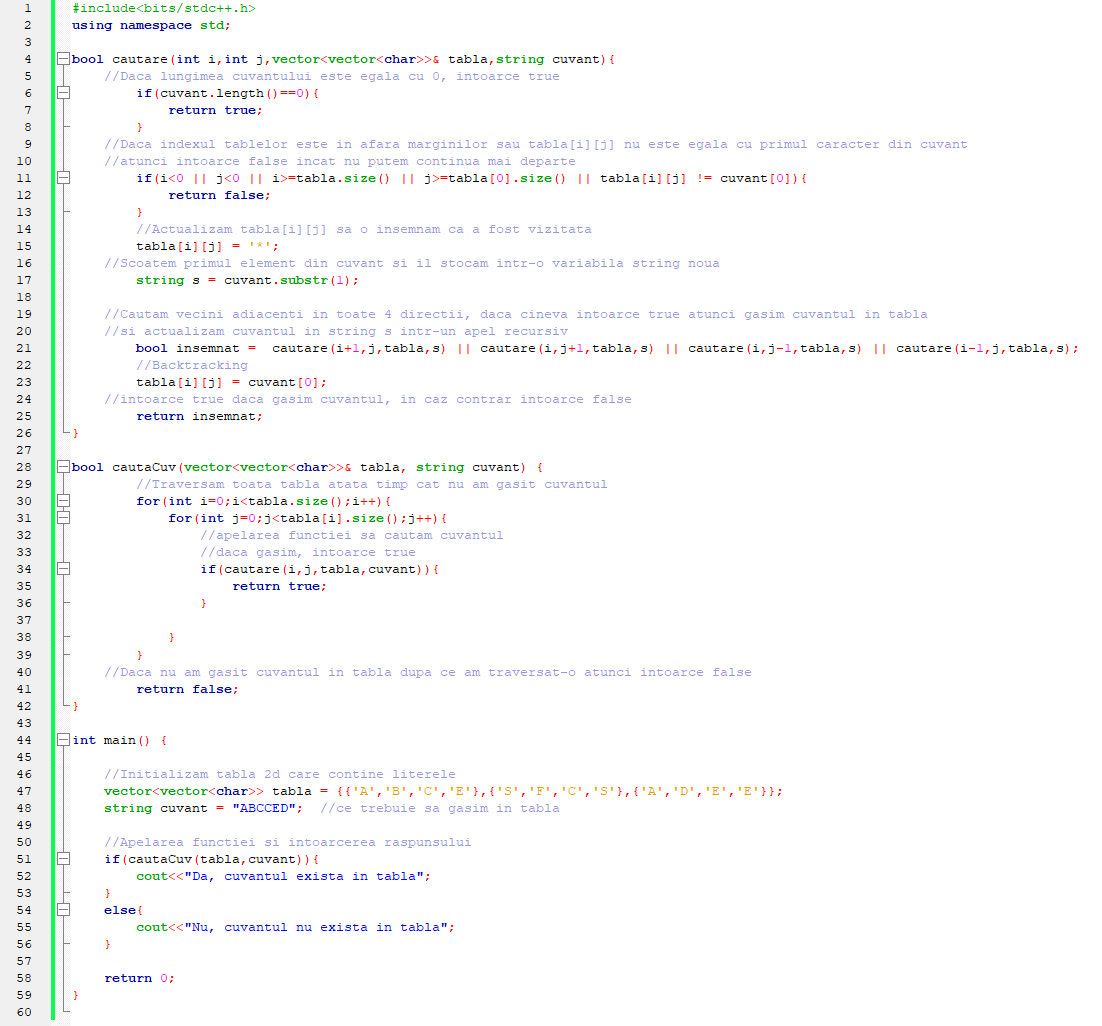 1 #include<bits/stdc++.h>
2 using namespace std;
3
4 bool cautare(int i,int j,vector<vector<char>>& tabla,string cuvant){
5 //Daca lungimea cuvantului este egala cu 0, intoarce true
6 if(cuvant.length()==0){
7 return true;
8 }
9 //Daca indexul tablelor este in afara marginilor sau tabla[i][j] nu este egala cu primul caracter din cuvant
10 //atunci intoarce false incat nu putem continua mai departe
11 if(i<0 || j<0 || i>=tabla.size() || j>=tabla[0].size() || tabla[i][j] != cuvant[0]){
12 return false;
13 }
14 //Actualizam tabla[i][j] sa o insemnam ca a fost vizitata
15 tabla[i][j] = '*';
16 //Scoatem primul element din cuvant si il stocam intr-o variabila string noua
17 string s = cuvant.substr(1);
18
19 //Cautam vecini adiacenti in toate 4 directii, daca cineva intoarce true atunci gasim cuvantul in tabla
20 //si actualizam cuvantul in string s intr-un apel recursiv
21 bool insemnat =  cautare(i+1,j,tabla,s) || cautare(i,j+1,tabla,s) || cautare(i,j-1,tabla,s) || cautare(i-1,j,tabla,s);
22 //Backtracking
23 tabla[i][j] = cuvant[0];
24 //intoarce true daca gasim cuvantul, in caz contrar intoarce false
25 return insemnat;
26 }
27
28 bool cautaCuv(vector<vector<char>>& tabla, string cuvant) {
29 //Traversam toata tabla atata timp cat nu am gasit cuvantul
30 for(int i=0;i<tabla.size();i++){
31 for(int j=0;j<tabla[i].size();j++){
32 //apelarea functiei sa cautam cuvantul
33 //daca gasim, intoarce true
34 if(cautare(i,j,tabla,cuvant)){
35 return true;
36 }
37
38 }
39 }
40 //Daca nu am gasit cuvantul in tabla dupa ce am traversat-o atunci intoarce false
41 return false;
42 }
43
44 int main() {
45
46 //Initializam tabla 2d care contine literele
47 vector<vector<char>> tabla = {{'A','B','C','E'},{'S','F','C','S'},{'A','D','E','E'}};
48 string cuvant = "ABCCED";  //ce trebuie sa gasim in tabla
49
50 //Apelarea functiei si intoarcerea raspunsului
51 if(cautaCuv(tabla,cuvant)){
52 cout<<"Da, cuvantul exista in tabla";
53 }
54 else{
55 cout<<"Nu, cuvantul nu exista in tabla";
56 }
57
58 return 0;
59 }
60